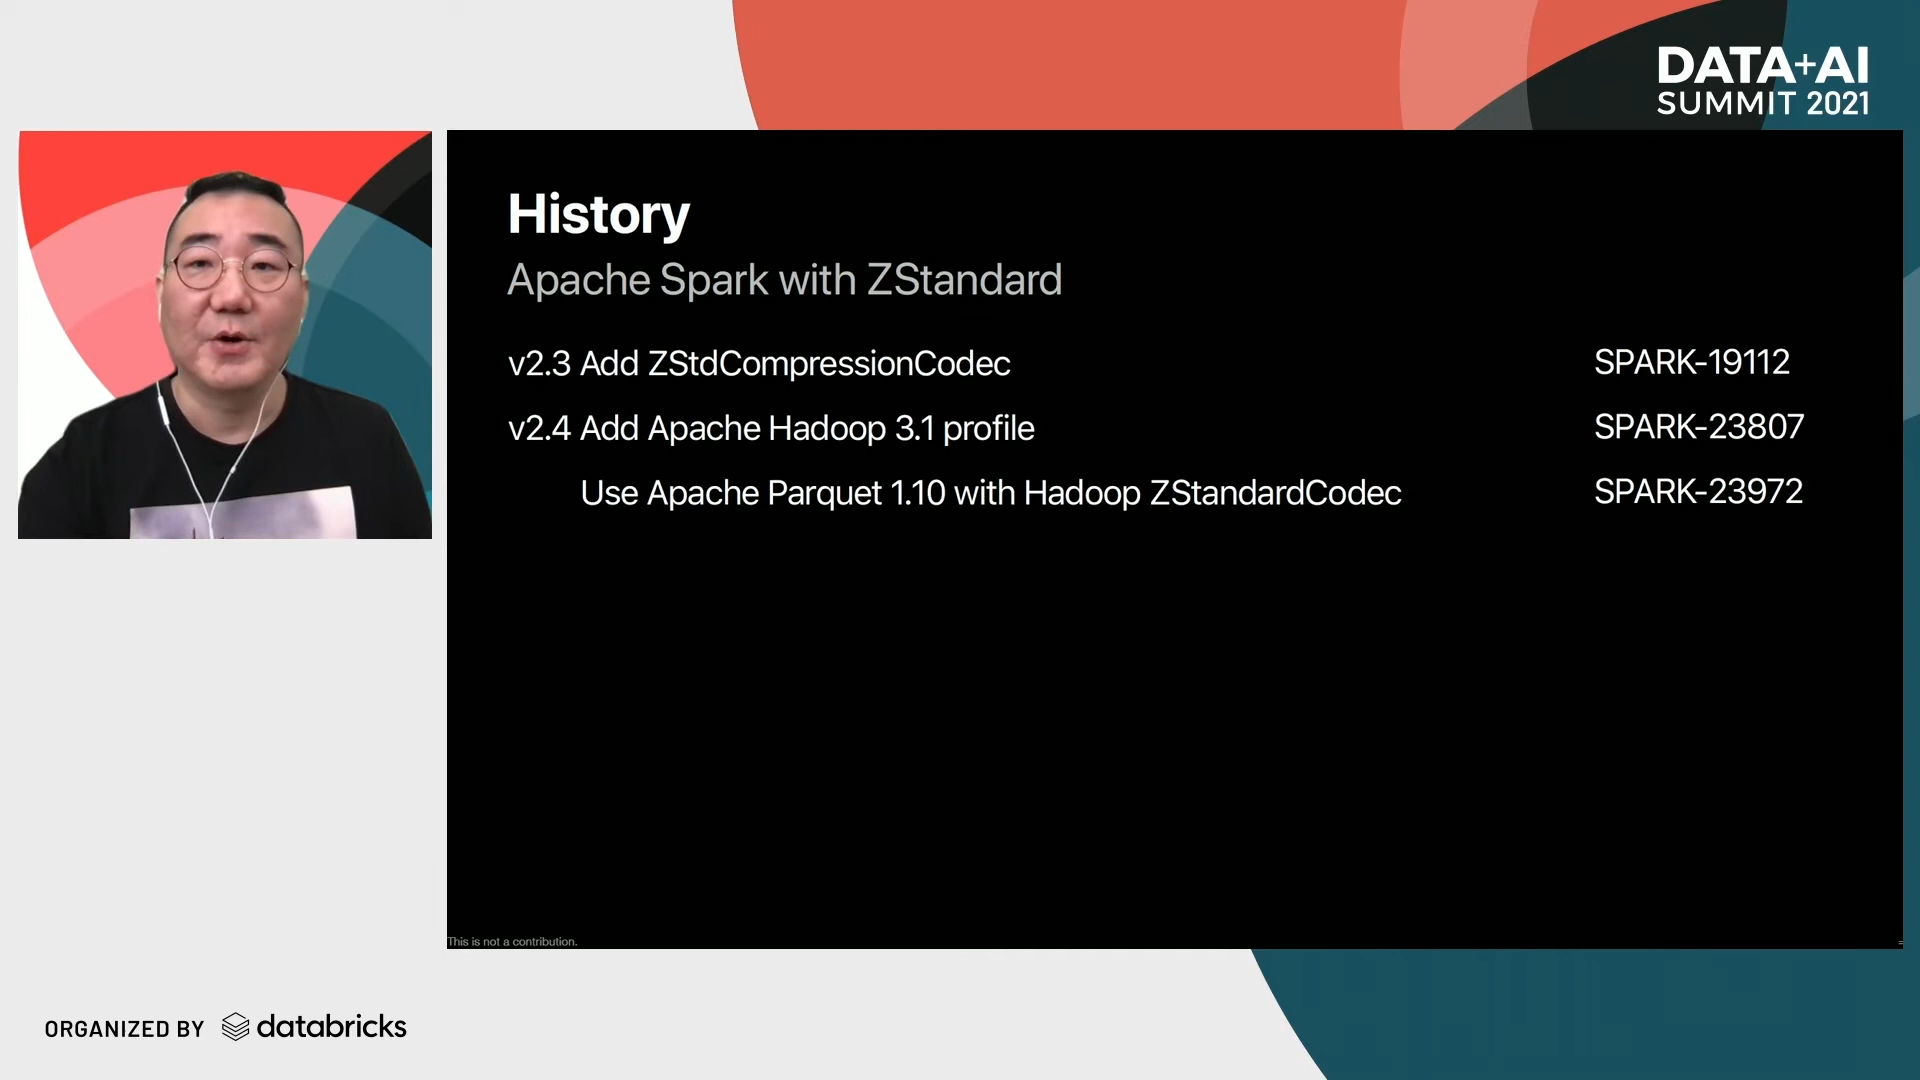 DATA+AI
SUMMIT 2021
History
Apache Spark with ZStandard
v2.3 Add ZStdCompressionCodec SPARK-19112
v2.4 Add Apache Hadoop 3.1 profile SPARK-23807
Use Apache Parquet 1.10 with Hadoop ZStandardCodec SPARK-23972
This is not a contribution.
ORGANIZED BY databricks